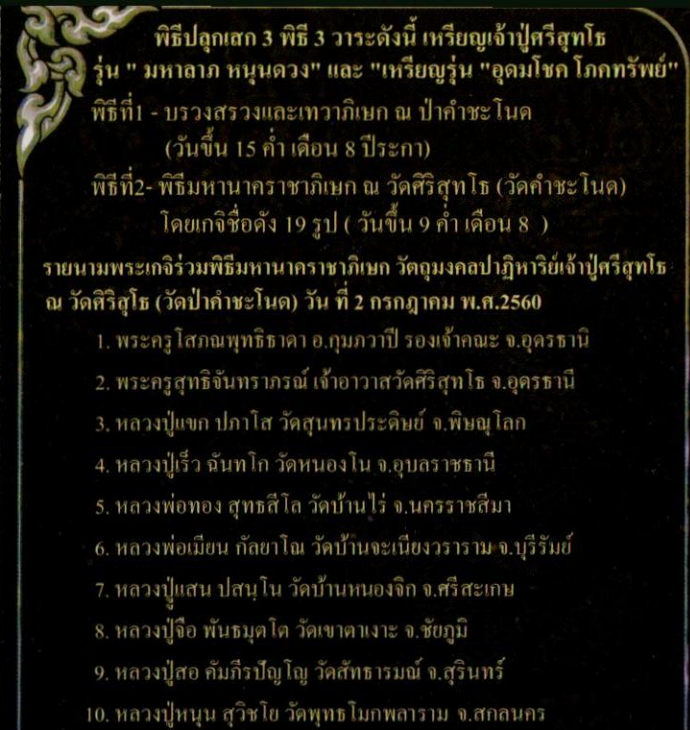 พิธีปลุกเสก 3 พิธี 3 วาระดังนี้ เหรียญเจ้าปู่ศรีสุทโธ
รุ่น " มหาลาภ หนุนดวง" และ "เหรียญรุ่น "อุดมโชค โภคทรัพย์"
พิธีที่1 - บรวงสรวงและเทวาภิเษก ณ ป่าคำชะโนด
(วันขึ้น 15 ค่ำ เดือน 8 ปีระกา)
พิธีที่2- พิธีมหานาคราชาภิเษก ณ วัดศิริสุทโธ (วัดคำชะโนด)
โดยเกจิชื่อดัง 19 รูป ( วันขึ้น 9 ค่ำ เดือน 8 )
รายนามพระเกจิร่วมพิธีมหานาคราชาภิเษก วัตถุมงคลปาฏิหาริย์เจ้าปู่ศรีสุทโธ
ณ วัดศิริสุโธ (วัดป่าคำชะโนด) วัน ที่ 2 กรกฎาคม พ.ศ.2560
1. พระครูโสภณพุทธิธาดา อ.กุมภวาปี รองเจ้าคณะ จ.อุดรธานี
2. พระครูสุทธิจันทราภรณ์ เจ้าอาวาสวัดศิริสุทโธ จ.อุดรธานี
3. หลวงปู่แขก ปภาโส วัดสุนทรประดิษย์ จ.พิษณุโลก
4. หลวงปู่เร็ว ฉันทโก วัดหนองโน จ.อุบลราชธานี
5. หลวงพ่อทอง สุทธสีโล วัดบ้านไร่ จ.นครราชสีมา
6. หลวงพ่อเมียน กัลยาโณ วัดบ้านจะเนียงวราราม จ.บุรีรัมย์
7. หลวงปู่แสน ปสนฺโน วัดบ้านหนองจิก จ.ศรีสะเกษ
8. หลวงปู่จือ พันธมุตโต วัดเขาตาเงาะ จ.ชัยภูมิ
9. หลวงปู่สอ คัมภีรปัญโญ วัดสัทธารมณ์ จ.สุรินทร์
10. หลวงปู่หนุน สุวิชโย วัดพุทธโมกพลาราม จ.สกลนคร